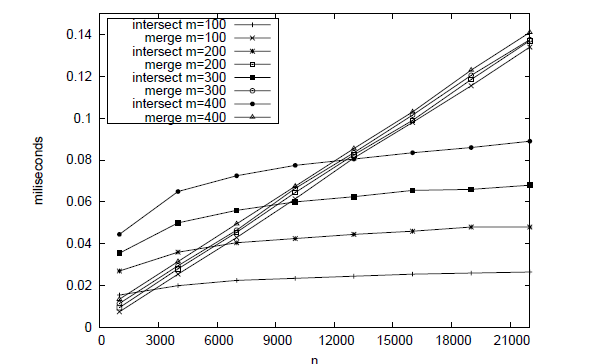 0.14
0.12
0.1
0.08
0.06
0.04
0.02
0
miliseconds
intersect m=100
merge m=100
intersect m=200
merge m=200
intersect m=300
merge m=300
intersect m=400
merge m=400
0 3000 6000 9000 12000 15000 18000 21000
n